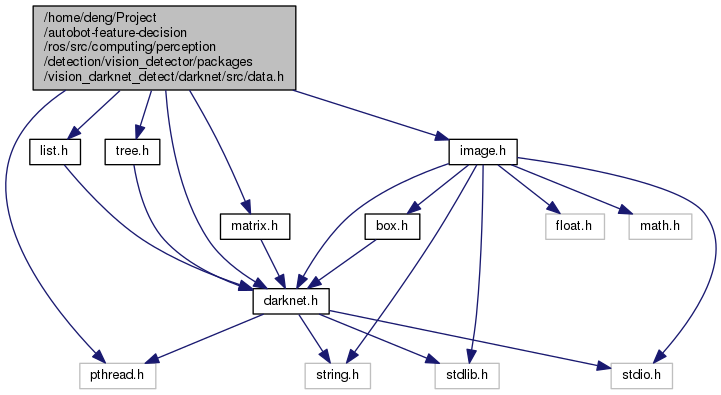 /home/deng/Project
/autobot-feature-decision
/ros/src/computing/perception
/detection/vision_detector/packages
/vision_darknet_detect/darknet/src/data.h
list.h
tree.h
image.h
matrix.h
box.h
float.h
math.h
darknet.h
pthread.h
string.h
stdlib.h
stdio.h